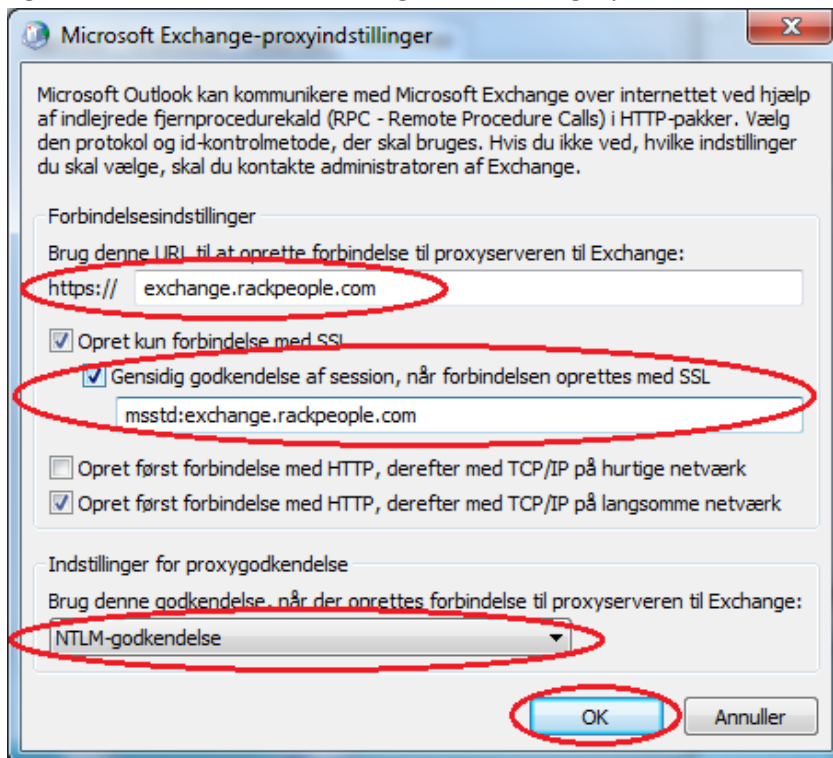 Microsoft Exchange-proxyindstillinger
Microsoft Outlook kan kommunikere med Microsoft Exchange over internettet ved hjælp
af indlejrede fjernprocedurekald (RPC - Remote Procedure Calls) i HTTP-pakker. Vælg
den protokol og id-kontrolmetode, der skal bruges. Hvis du ikke ved, hvilke indstillinger
du skal vælge, skal du kontakte administratoren af Exchange.
Forbindelsesindstillinger
Brug denne URL til at oprette forbindelse til proxyserveren til Exchange:
https:// exchange.rackpeople.com
Opret kun forbindelse med SSL
Gensidig godkendelse af session, når forbindelsen oprettes med SSL
msstd:exchange.rackpeople.com
Opret først forbindelse med HTTP, derefter med TCP/IP på hurtige netværk
Opret først forbindelse med HTTP, derefter med TCP/IP på langsomme netværk
Indstillinger for proxygodkendelse
Brug denne godkendelse, når der oprettes forbindelse til proxyserveren til Exchange:
NTLM-godkendelse
OK Annuller